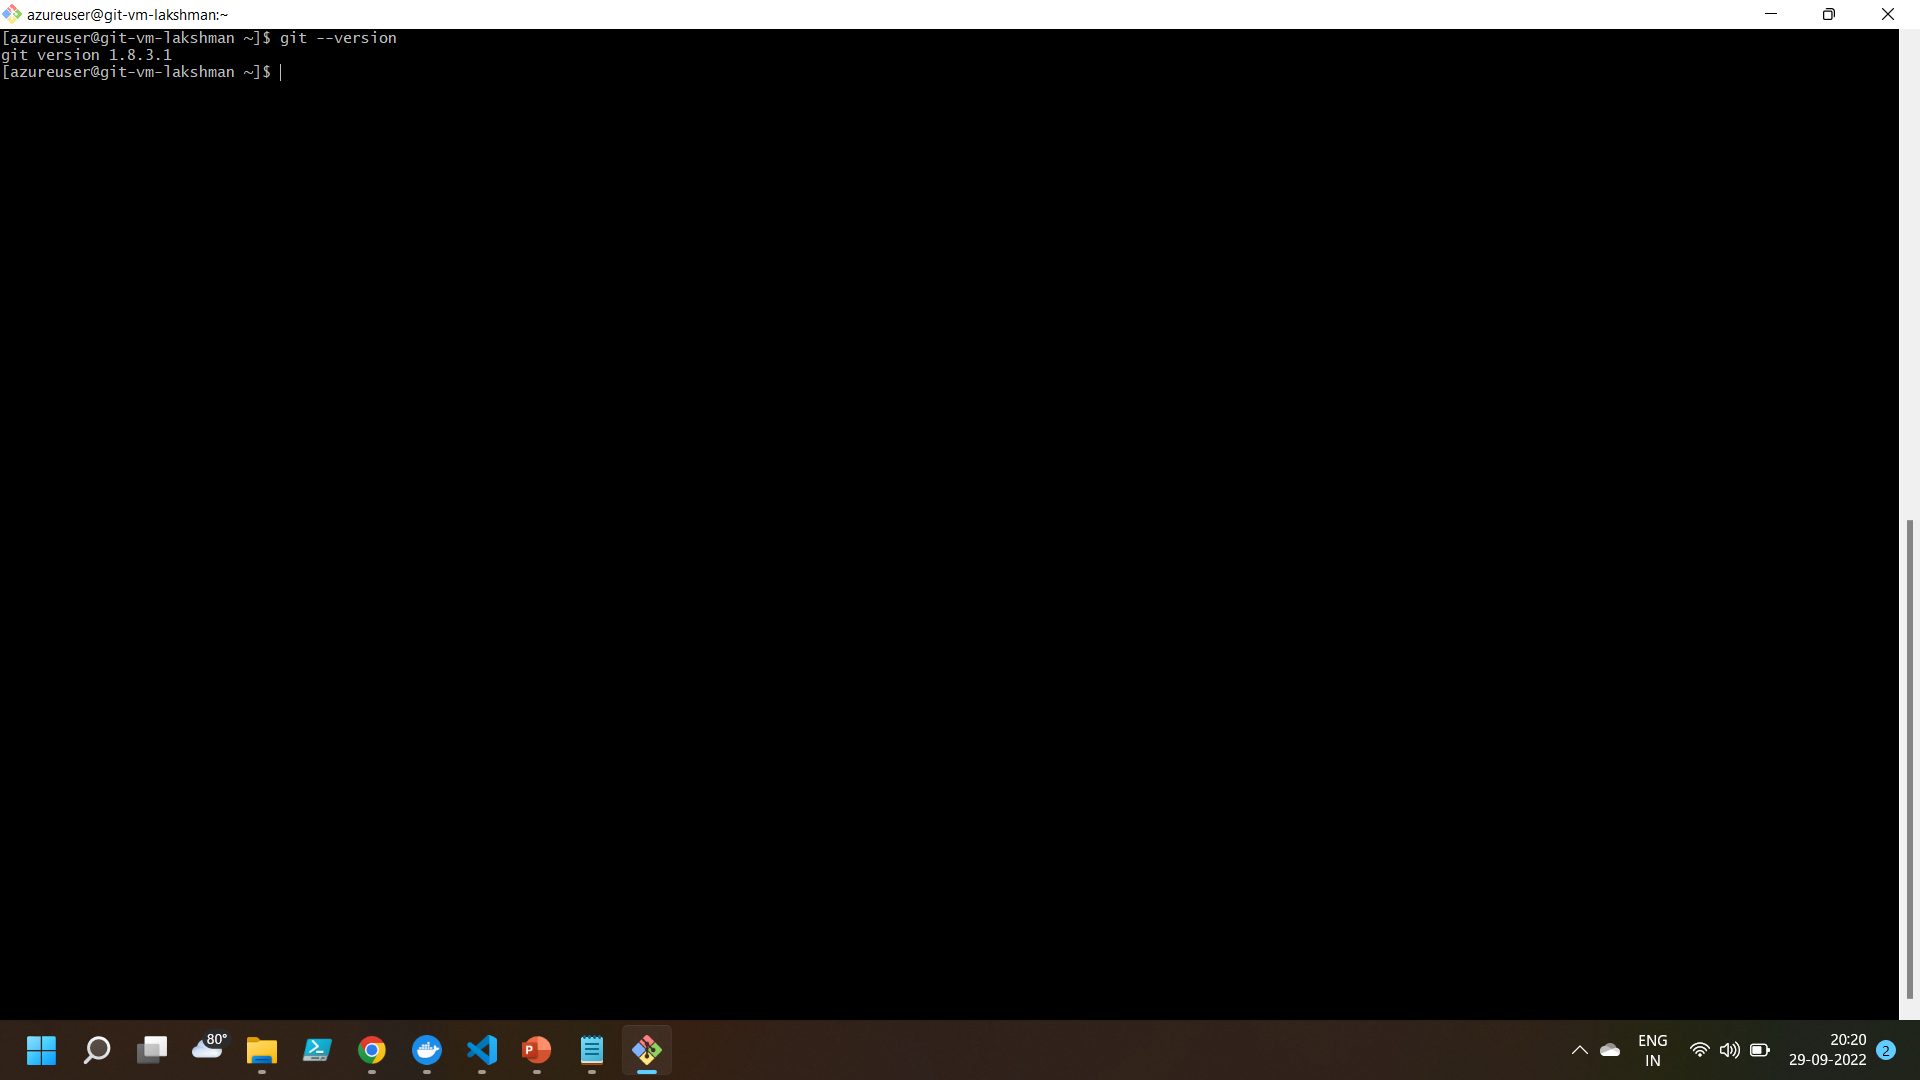 azureuser@git-vm-lakshman:~
[azureuser@git-vm-lakshman ~]$ git --version
git version 1.8.3.1
[azureuser@git-vm-lakshman ~]$
80°
P
ENG
IN
20:20
29-09-2022
2